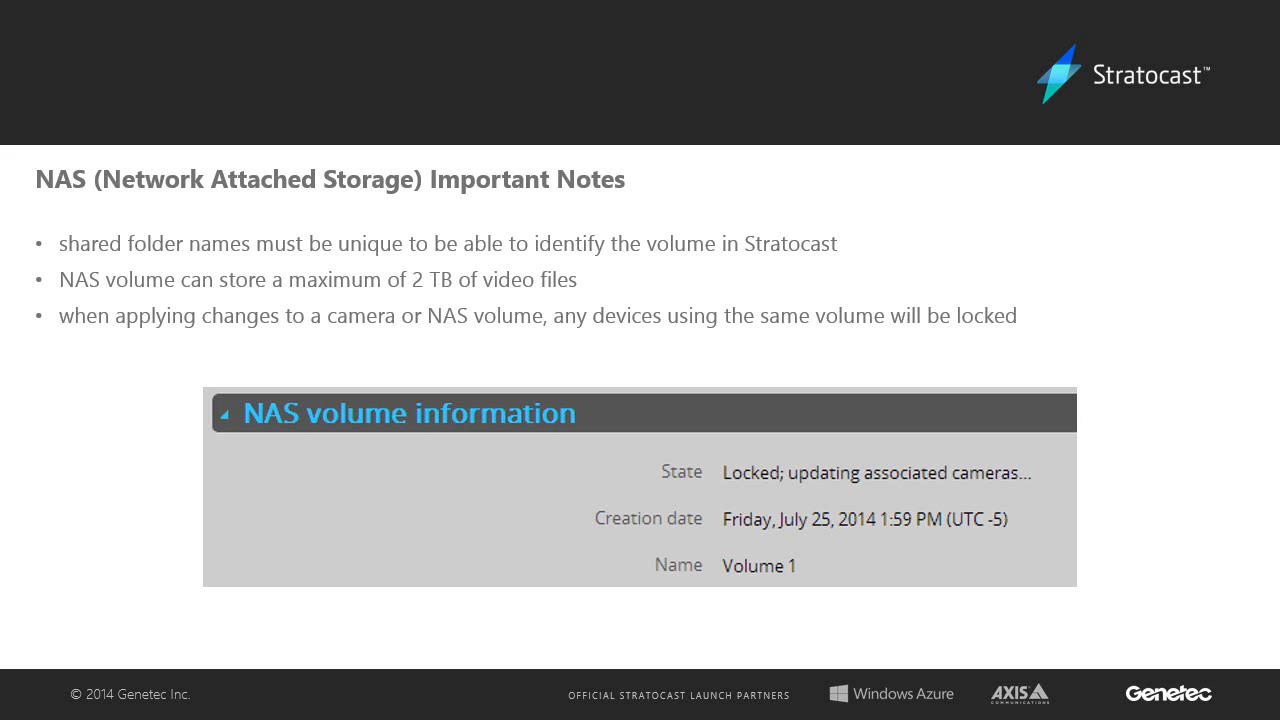 Stratocast™
NAS (Network Attached Storage) Important Notes
• shared folder names must be unique to be able to identify the volume in Stratocast
• NAS volume can store a maximum of 2 TB of video files
• when applying changes to a camera or NAS volume, any devices using the same volume will be locked
NAS volume information
State Locked; updating associated cameras...
Creation date Friday, July 25, 2014 1:59 PM (UTC -5)
Name Volume 1
© 2014 Genetec Inc. OFFICIAL STRATOCAST LAUNCH PARTNERS Windows Azure AXIS COMMUNICATIONS Genetec